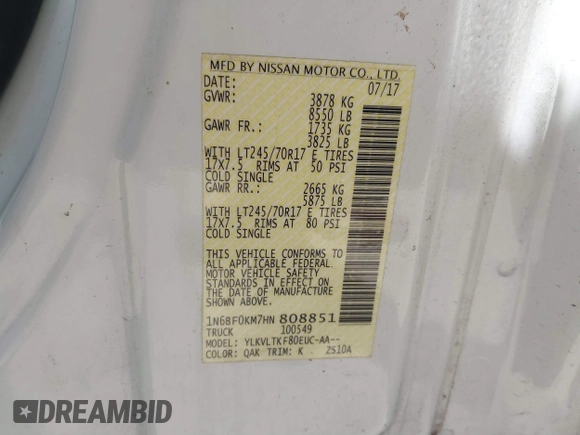 MFD BY NISSAN MOTOR CO., LTD.
DATE: 07/17
GVWR: 3878 KG
8550 LB
GAWR FR.: 1735 KG
3825 LB
WITH LT245/70R17 E TIRES
17X7.5 RIMS AT 50 PSI
COLD SINGLE
GAWR RR.: 2665 KG
5875 LB
WITH LT245/70R17 E TIRES
17X7.5 RIMS AT 80 PSI
COLD SINGLE
THIS VEHICLE CONFORMS TO
ALL APPLICABLE FEDERAL
MOTOR VEHICLE SAFETY
STANDARDS IN EFFECT ON
THE DATE OF MANUFACTURE
SHOWN ABOVE.
1N6BF0KM7HN808851
TRUCK 100549
MODEL: YLKVLTKF80EUC-AA--
COLOR: QAK TRIM: K 2S10A
DREAMBID